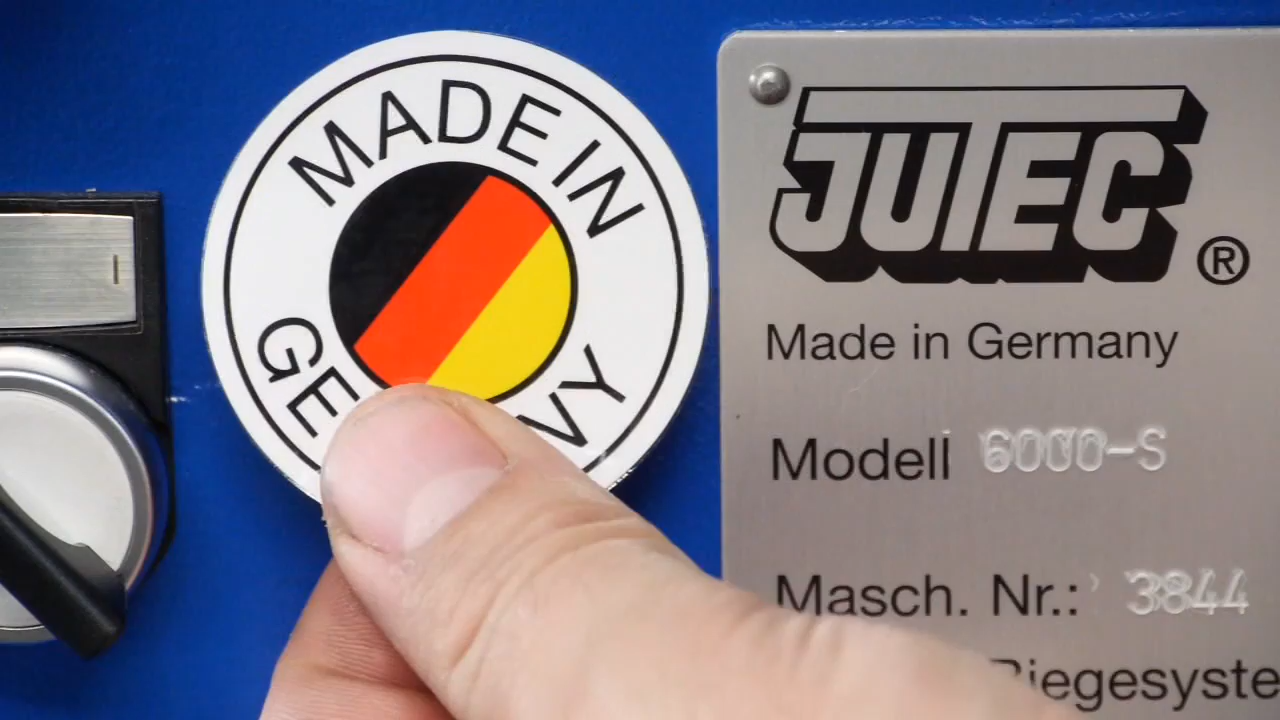 MADE IN
JUTEC®
Made in Germany
Modell 6000-S
Masch. Nr.: 3844